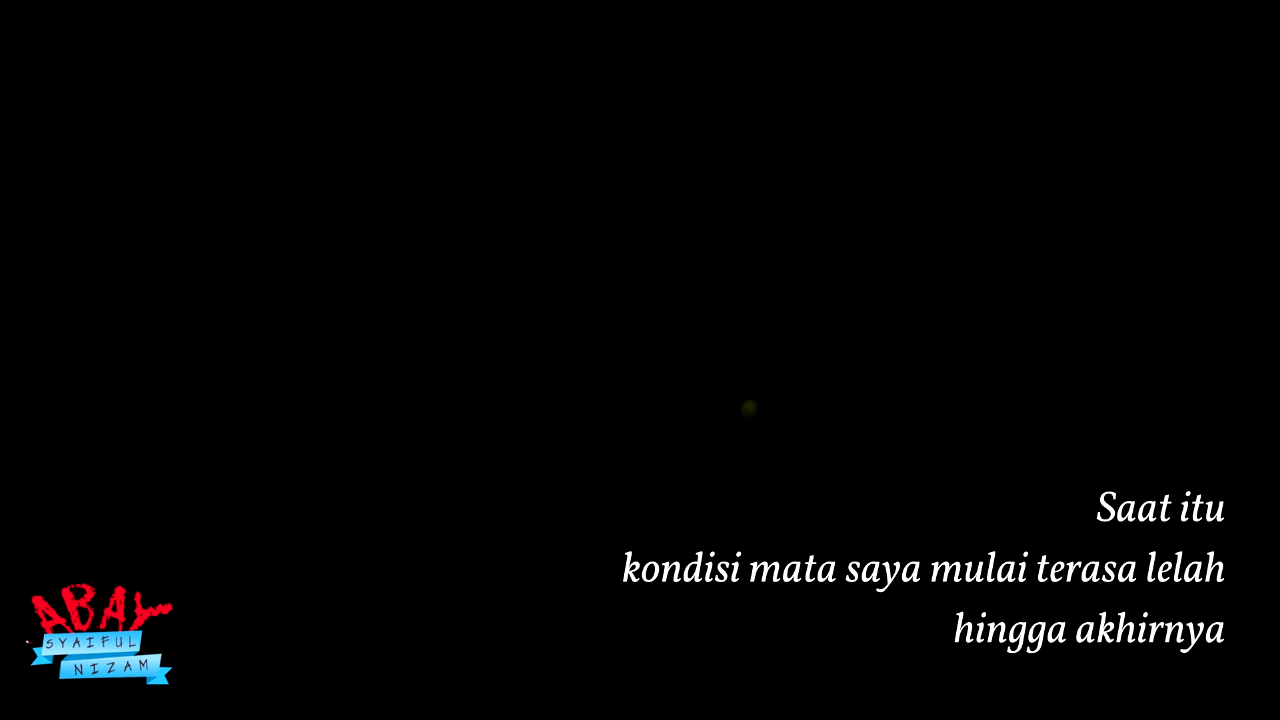 Saat itu
kondisi mata saya mulai terasa lelah
hingga akhirnya
ABAY
SYAIFUL
NIZAM